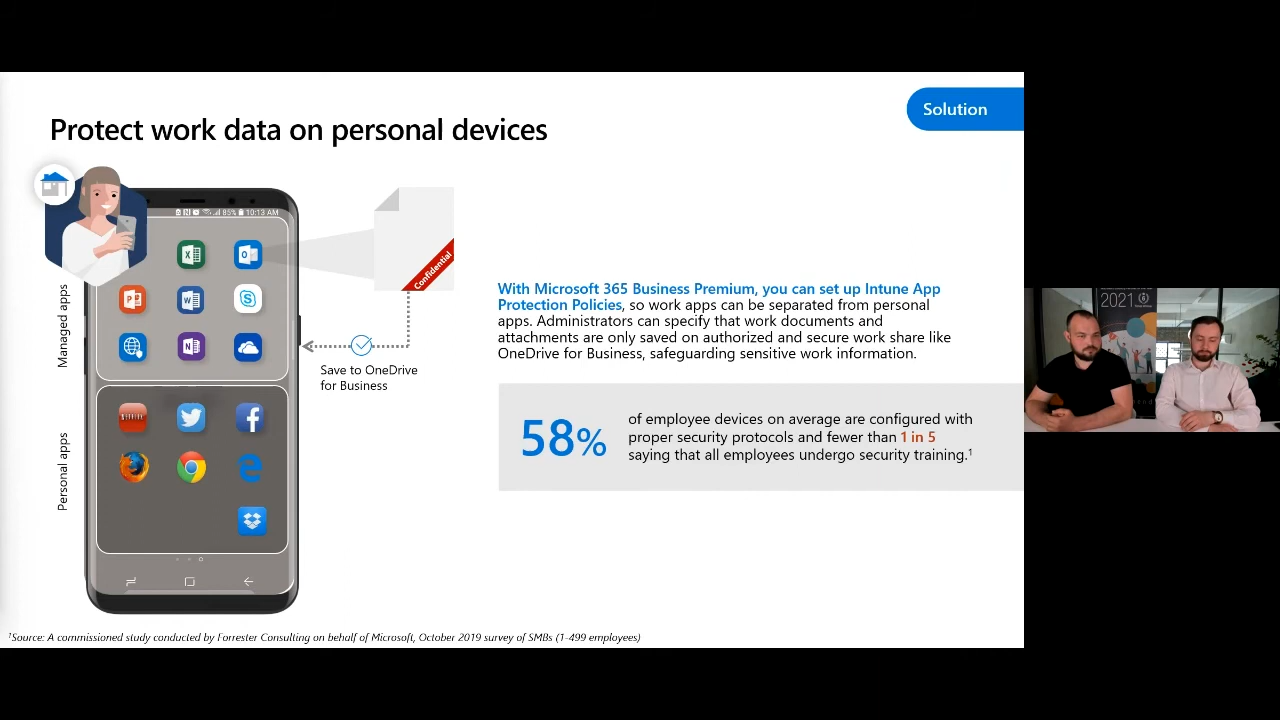 Solution
Protect work data on personal devices
85% 10:13 AM
Managed apps
Personal apps
Confidential
Save to OneDrive
for Business
With Microsoft 365 Business Premium, you can set up Intune App
Protection Policies, so work apps can be separated from personal
apps. Administrators can specify that work documents and
attachments are only saved on authorized and secure work share like
OneDrive for Business, safeguarding sensitive work information.
58%
of employee devices on average are configured with
proper security protocols and fewer than 1 in 5
saying that all employees undergo security training.¹
NETFLIX
2021
¹Source: A commissioned study conducted by Forrester Consulting on behalf of Microsoft, October 2019 survey of SMBs (1-499 employees)